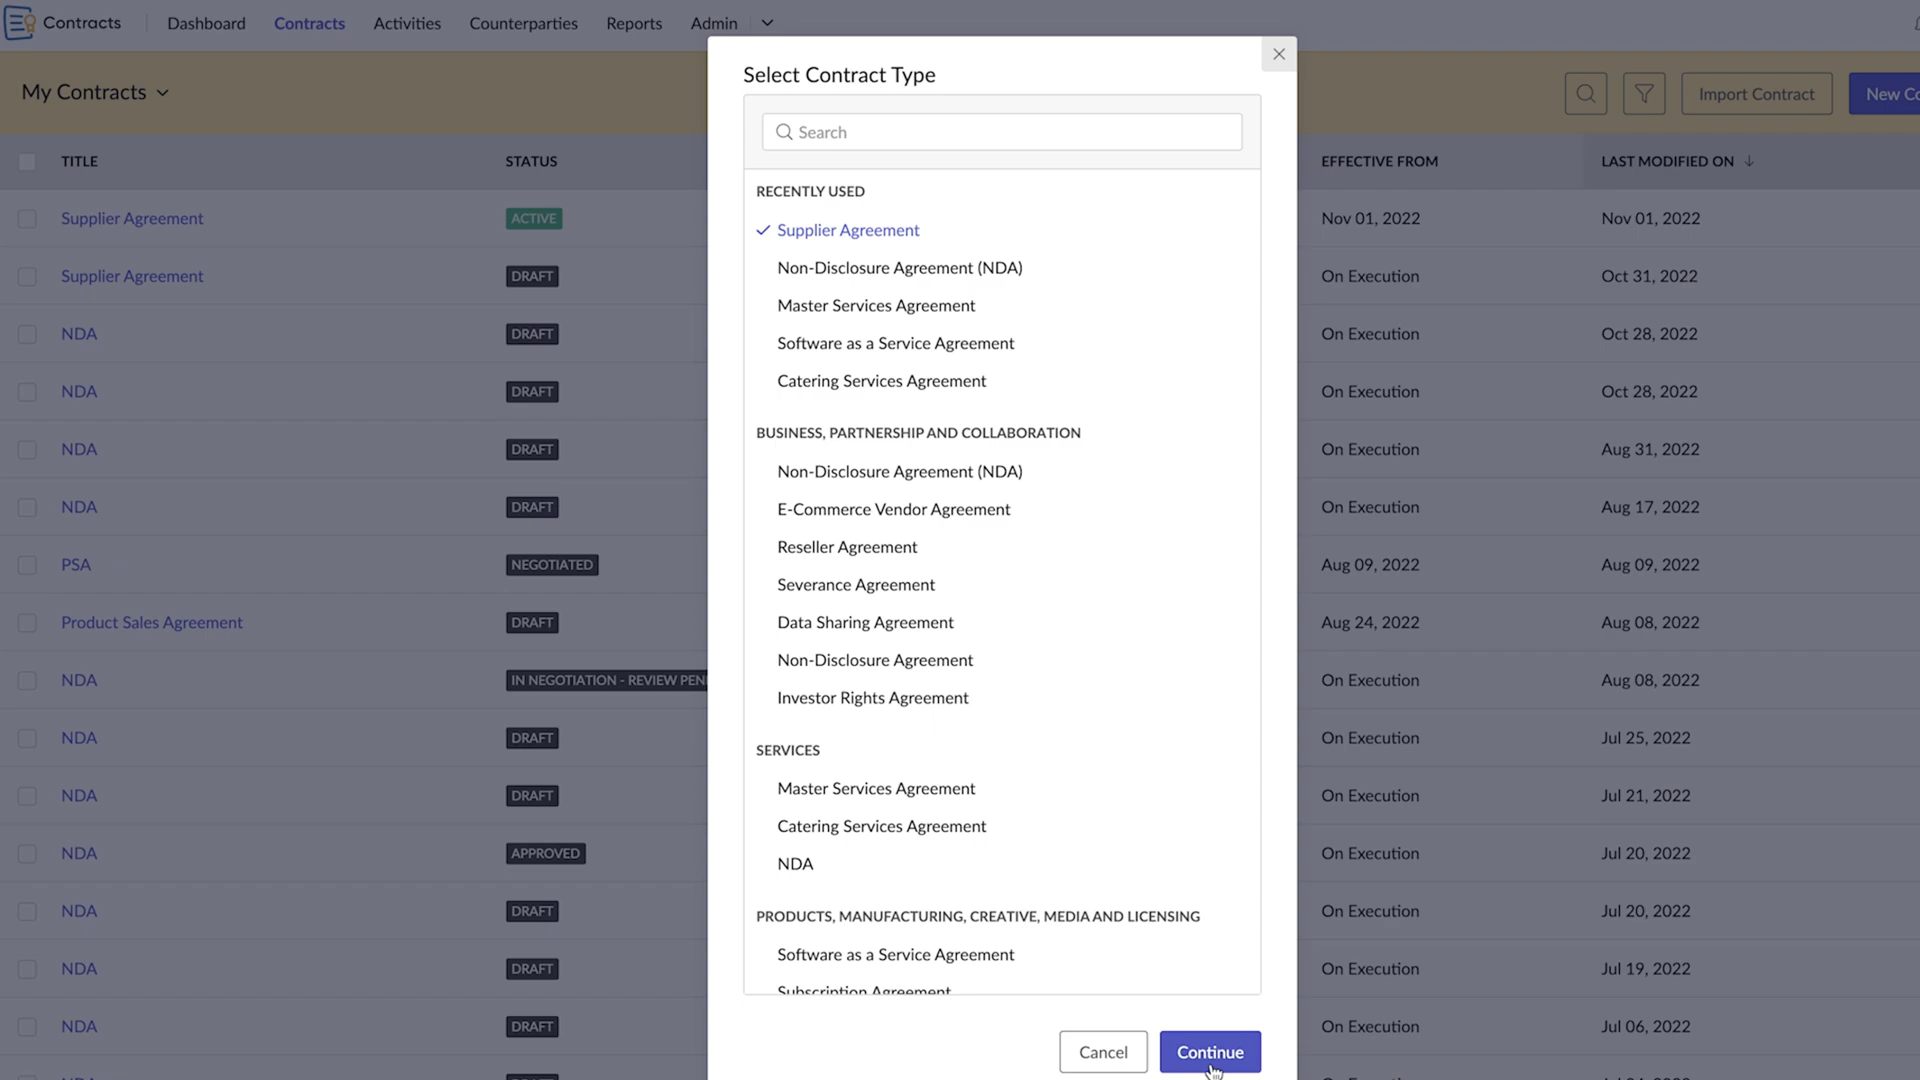 Contracts Dashboard Contracts Activities Counterparties Reports Admin
My Contracts Import Contract New Co
Select Contract Type
Search
TITLE STATUS EFFECTIVE FROM LAST MODIFIED ON
RECENTLY USED
Supplier Agreement ACTIVE Nov 01, 2022 Nov 01, 2022
Supplier Agreement
Non-Disclosure Agreement (NDA)
Supplier Agreement DRAFT On Execution Oct 31, 2022
Master Services Agreement
NDA DRAFT On Execution Oct 28, 2022
Software as a Service Agreement
Catering Services Agreement
NDA DRAFT On Execution Oct 28, 2022
BUSINESS, PARTNERSHIP AND COLLABORATION
NDA DRAFT On Execution Aug 31, 2022
Non-Disclosure Agreement (NDA)
E-Commerce Vendor Agreement
NDA DRAFT On Execution Aug 17, 2022
Reseller Agreement
PSA NEGOTIATED Aug 09, 2022 Aug 09, 2022
Severance Agreement
Data Sharing Agreement
Product Sales Agreement DRAFT Aug 24, 2022 Aug 08, 2022
Non-Disclosure Agreement
NDA IN NEGOTIATION - REVIEW PEN On Execution Aug 08, 2022
Investor Rights Agreement
NDA DRAFT On Execution Jul 25, 2022
SERVICES
Master Services Agreement
NDA DRAFT On Execution Jul 21, 2022
Catering Services Agreement
NDA APPROVED On Execution Jul 20, 2022
NDA
NDA DRAFT On Execution Jul 20, 2022
PRODUCTS, MANUFACTURING, CREATIVE, MEDIA AND LICENSING
Software as a Service Agreement
NDA DRAFT On Execution Jul 19, 2022
Subscription Agreement
NDA DRAFT On Execution Jul 06, 2022
Cancel Continue